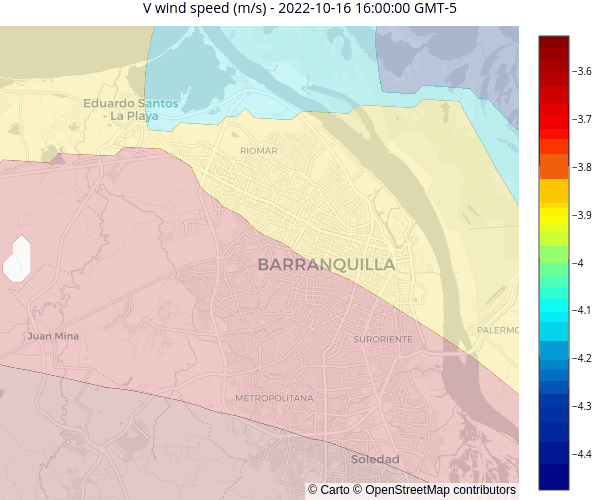 V wind speed (m/s) - 2022-10-16 16:00:00 GMT-5
−3.6
Eduardo Santos
- La Playa
−3.7
RIOMAR
−3.8
−3.9
BARRANQUILLA
−4
−4.1
Juan Mina
SURORIENTE
PALERMO
−4.2
METROPOLITANA
−4.3
Soledad
−4.4
© Carto © OpenStreetMap contributors